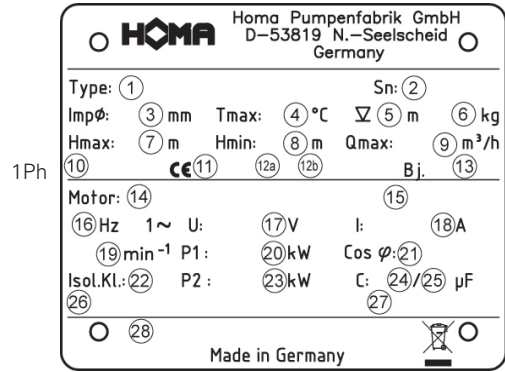 HOMA
Homa Pumpenfabrik GmbH
D-53819 N.-Seelscheid
Germany
Type: 1 Sn: 2
ImpØ: 3 mm Tmax: 4 °C 5 m 6 kg
Hmax: 7 m Hmin: 8 m Qmax: 9 m³/h
1Ph
10 CE 11 12a 12b Bj. 13
Motor: 14 15
16 Hz 1~ U: 17 V I: 18 A
19 min⁻¹ P1: 20 kW Cos φ: 21
Isol.Kl.: 22 P2: 23 kW C: 24/25 µF
26 27
28
Made in Germany